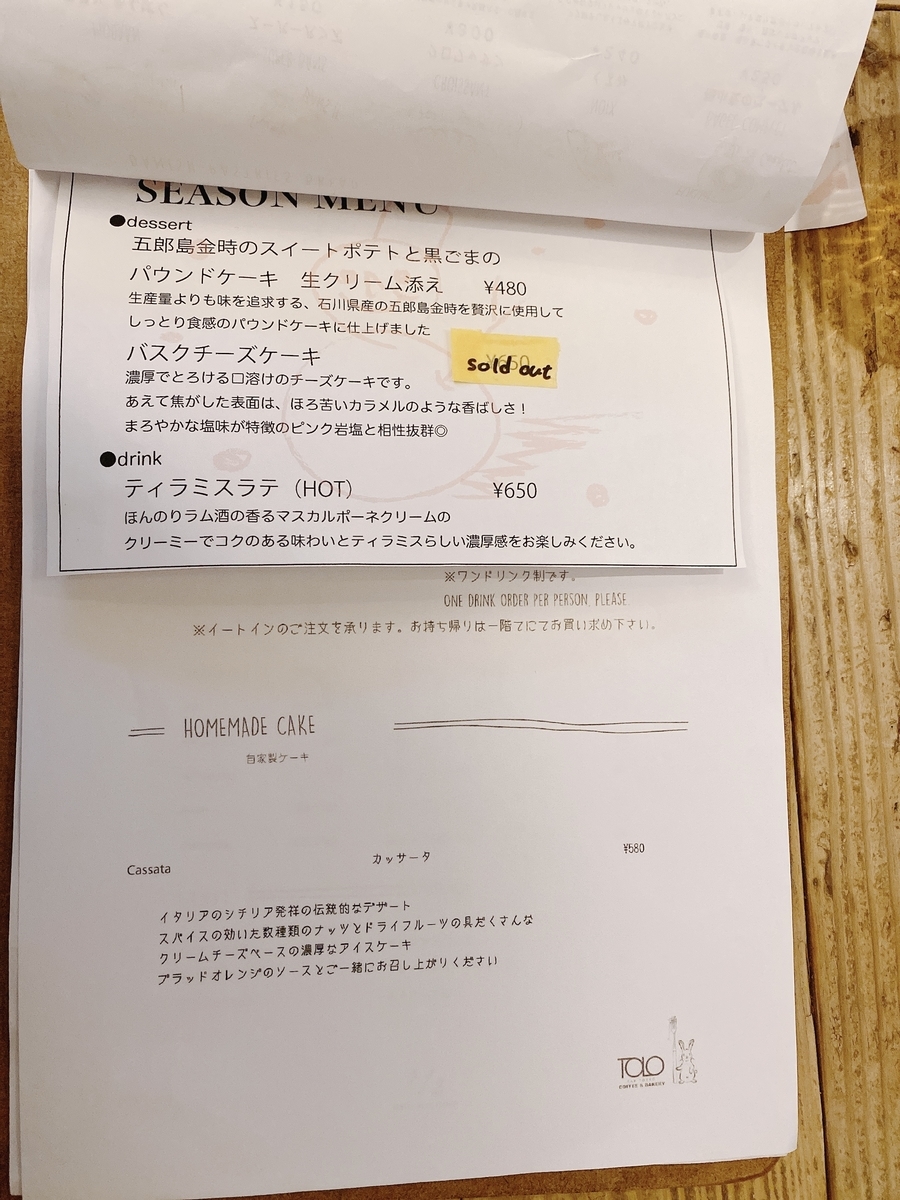 SEASON MENU
●dessert
五郎島金時のスイートポテトと黒ごまの
パウンドケーキ 生クリーム添え ¥480
生産量よりも味を追求する、石川県産の五郎島金時を贅沢に使用して
しっとり食感のパウンドケーキに仕上げました
バスクチーズケーキ ¥650
sold out
濃厚でとろける口溶けのチーズケーキです。
あえて焦がした表面は、ほろ苦いカラメルのような香ばしさ！
まろやかな塩味が特徴のピンク岩塩と相性抜群◎
●drink
ティラミスラテ（HOT） ¥650
ほんのりラム酒の香るマスカルポーネクリームの
クリーミーでコクのある味わいとティラミスらしい濃厚感をお楽しみください。
※ワンドリンク制です。
ONE DRINK ORDER PER PERSON, PLEASE.
※イートインのご注文を承ります。お持ち帰りは一階てにてお買い求め下さい。
HOMEMADE CAKE
自家製ケーキ
Cassata カッサータ ¥580
イタリアのシチリア発祥の伝統的なデザート
スパイスの効いた数種類のナッツとドライフルーツの具だくさんな
クリームチーズベースの濃厚なアイスケーキ
ブラッドオレンジのソースとご一緒にお召し上がりください
TOLO
COFFEE & BAKERY